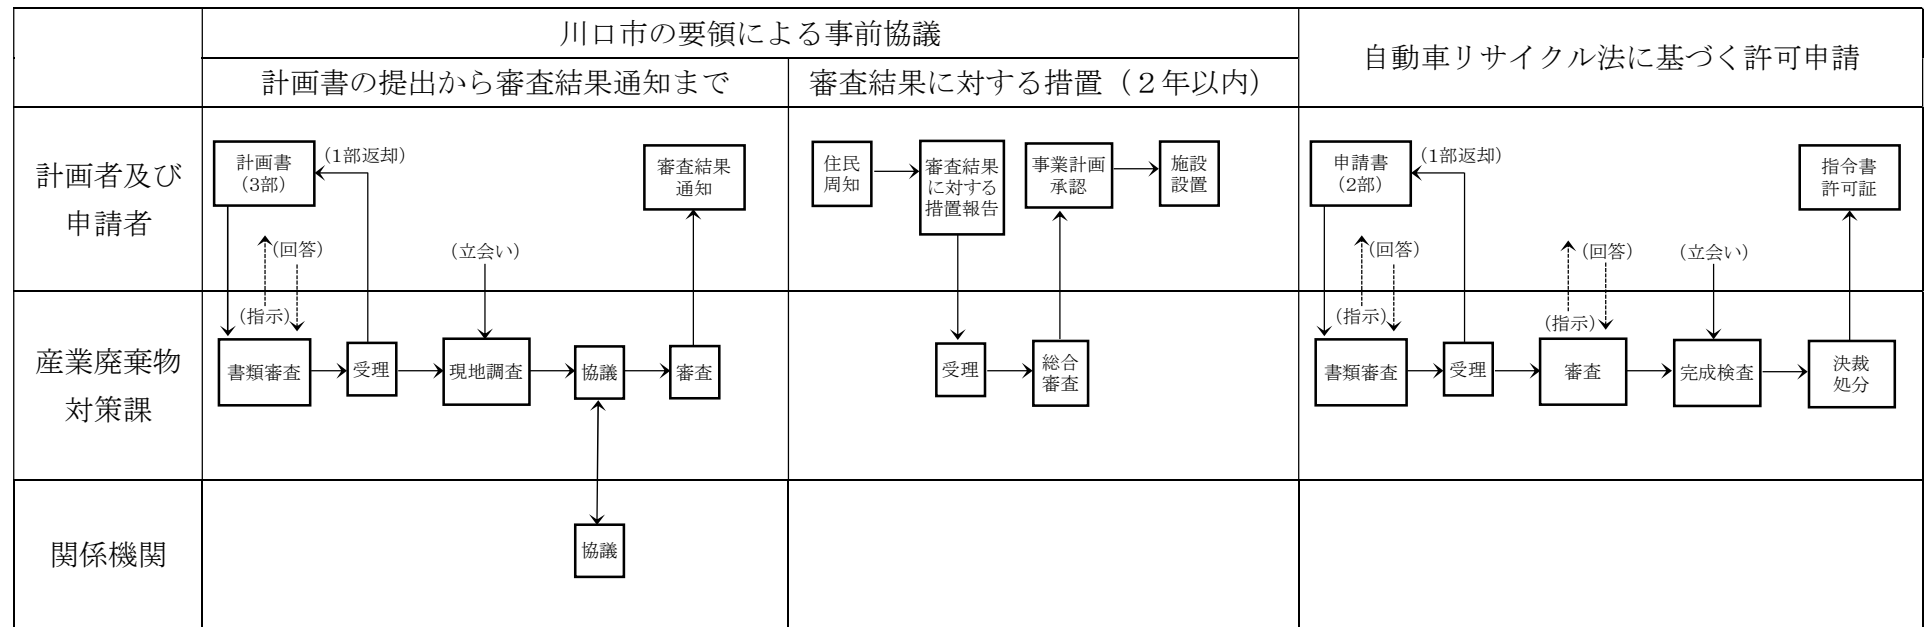 川口市の要領による事前協議
自動車リサイクル法に基づく許可申請
計画書の提出から審査結果通知まで
審査結果に対する措置（２年以内）
計画者及び
申請者
計画書
(3部)
(1部返却)
審査結果
通知
(回答)
(立会い)
住民
周知
審査結果
に対する
措置報告
事業計画
承認
施設
設置
申請書
(2部)
(1部返却)
指令書
許可証
(回答)
(回答)
(立会い)
産業廃棄物
対策課
(指示)
書類審査
受理
現地調査
協議
審査
受理
総合
審査
(指示)
書類審査
受理
(指示)
審査
完成検査
決裁
処分
関係機関
協議